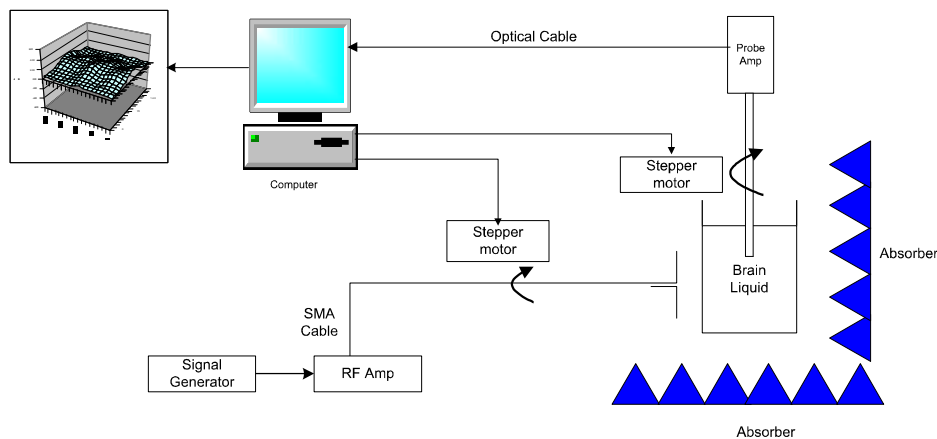 Optical Cable
Probe
Amp
Computer
Stepper
motor
Stepper
motor
Brain
Liquid
Absorber
SMA
Cable
Signal
Generator
RF Amp
Absorber